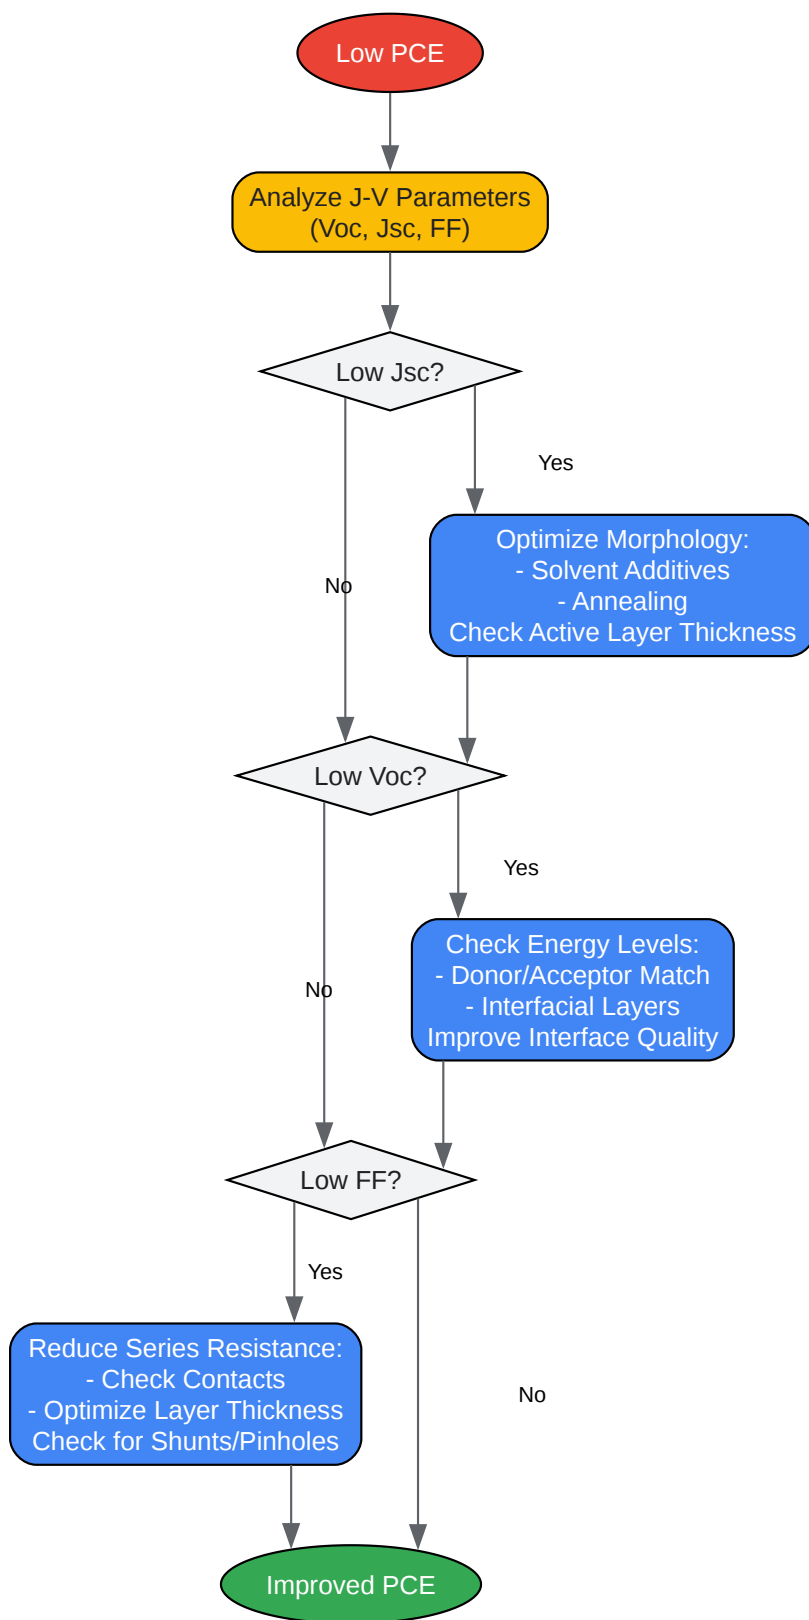 Low PCE
Analyze J-V Parameters
(Voc, Jsc, FF)
Low Jsc?
Yes
Optimize Morphology:
- Solvent Additives
- Annealing
Check Active Layer Thickness
No
Low Voc?
Yes
Check Energy Levels:
- Donor/Acceptor Match
- Interfacial Layers
Improve Interface Quality
No
Low FF?
Yes
Reduce Series Resistance:
- Check Contacts
- Optimize Layer Thickness
Check for Shunts/Pinholes
No
Improved PCE